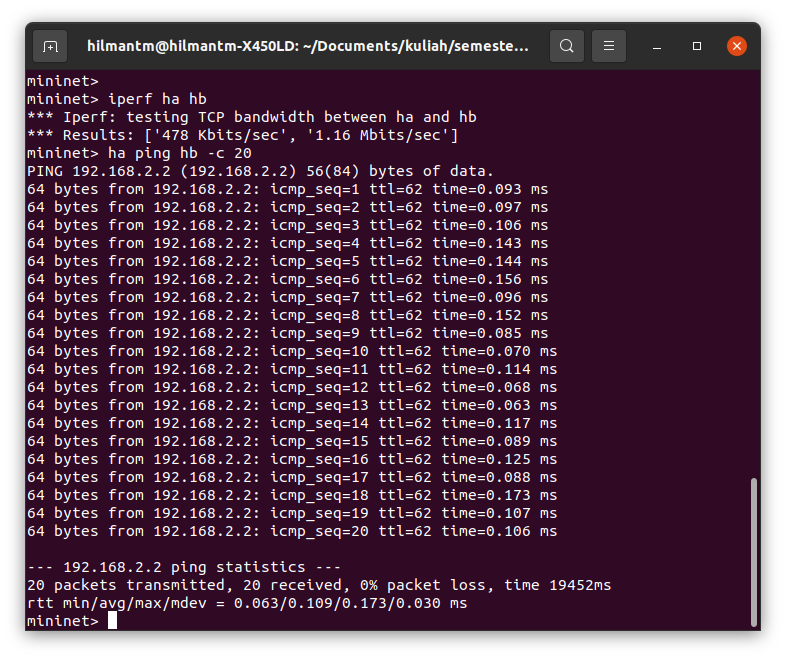 hilmantm@hilmantm-X450LD: ~/Documents/kuliah/semeste...
mininet>
mininet> iperf ha hb
*** Iperf: testing TCP bandwidth between ha and hb
*** Results: ['478 Kbits/sec', '1.16 Mbits/sec']
mininet> ha ping hb -c 20
PING 192.168.2.2 (192.168.2.2) 56(84) bytes of data.
64 bytes from 192.168.2.2: icmp_seq=1 ttl=62 time=0.093 ms
64 bytes from 192.168.2.2: icmp_seq=2 ttl=62 time=0.097 ms
64 bytes from 192.168.2.2: icmp_seq=3 ttl=62 time=0.106 ms
64 bytes from 192.168.2.2: icmp_seq=4 ttl=62 time=0.143 ms
64 bytes from 192.168.2.2: icmp_seq=5 ttl=62 time=0.144 ms
64 bytes from 192.168.2.2: icmp_seq=6 ttl=62 time=0.156 ms
64 bytes from 192.168.2.2: icmp_seq=7 ttl=62 time=0.096 ms
64 bytes from 192.168.2.2: icmp_seq=8 ttl=62 time=0.152 ms
64 bytes from 192.168.2.2: icmp_seq=9 ttl=62 time=0.085 ms
64 bytes from 192.168.2.2: icmp_seq=10 ttl=62 time=0.070 ms
64 bytes from 192.168.2.2: icmp_seq=11 ttl=62 time=0.114 ms
64 bytes from 192.168.2.2: icmp_seq=12 ttl=62 time=0.068 ms
64 bytes from 192.168.2.2: icmp_seq=13 ttl=62 time=0.063 ms
64 bytes from 192.168.2.2: icmp_seq=14 ttl=62 time=0.117 ms
64 bytes from 192.168.2.2: icmp_seq=15 ttl=62 time=0.089 ms
64 bytes from 192.168.2.2: icmp_seq=16 ttl=62 time=0.125 ms
64 bytes from 192.168.2.2: icmp_seq=17 ttl=62 time=0.088 ms
64 bytes from 192.168.2.2: icmp_seq=18 ttl=62 time=0.173 ms
64 bytes from 192.168.2.2: icmp_seq=19 ttl=62 time=0.107 ms
64 bytes from 192.168.2.2: icmp_seq=20 ttl=62 time=0.106 ms
--- 192.168.2.2 ping statistics ---
20 packets transmitted, 20 received, 0% packet loss, time 19452ms
rtt min/avg/max/mdev = 0.063/0.109/0.173/0.030 ms
mininet>